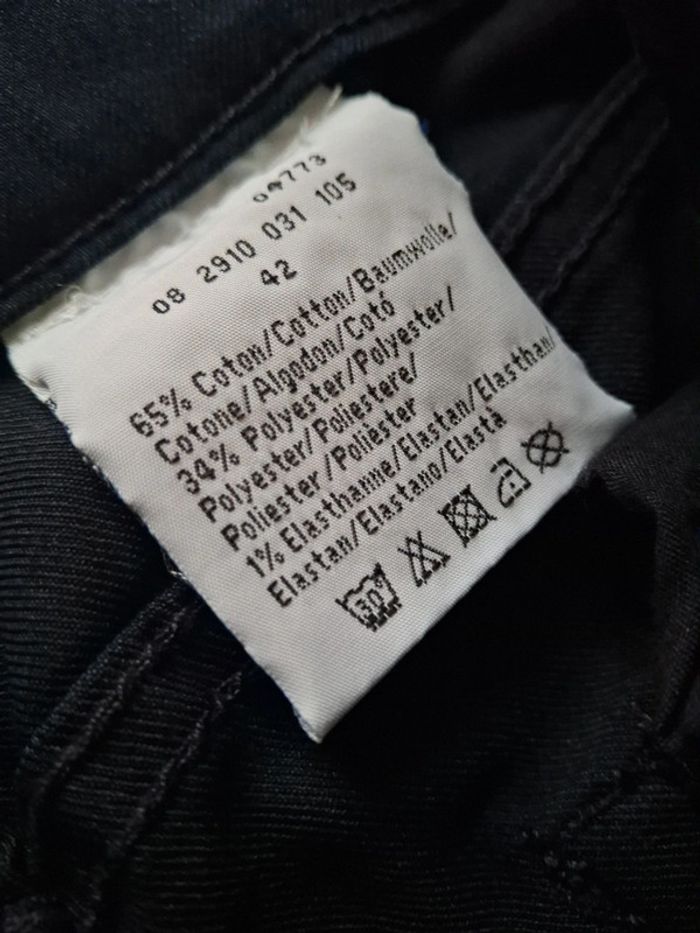 04773
08 2910 031 105
42
65% Coton/Cotton/Baumwolle/
Cotone/Algodon/Cotó
34% Polyester/Polyester/
Polyester/Poliestere/
Poliester/Polièster
1% Elasthanne/Elastan/Elasthan/
Elastan/Elastano/Elastà
30°